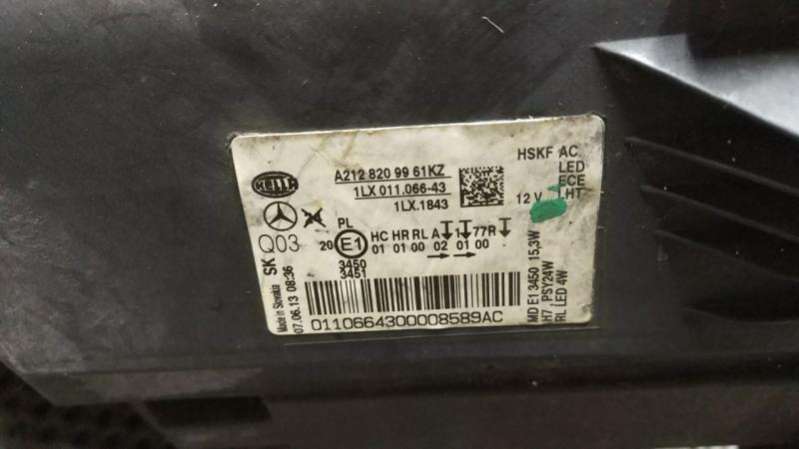 HELLA
A212 820 99 61KZ
1LX 011.066-43
1LX.1843
HSKF AC
LED
ECE
12 V LHT
SK Q03
PL
20 E1
HC HR RL A 1 77R
01 01 00 02 01 00
3450
3451
Made in Slovakia
07.06.13 08:36
MD E1 3450 15,3W
H7, PSY24W
RL LED 4W
0110664300008589AC